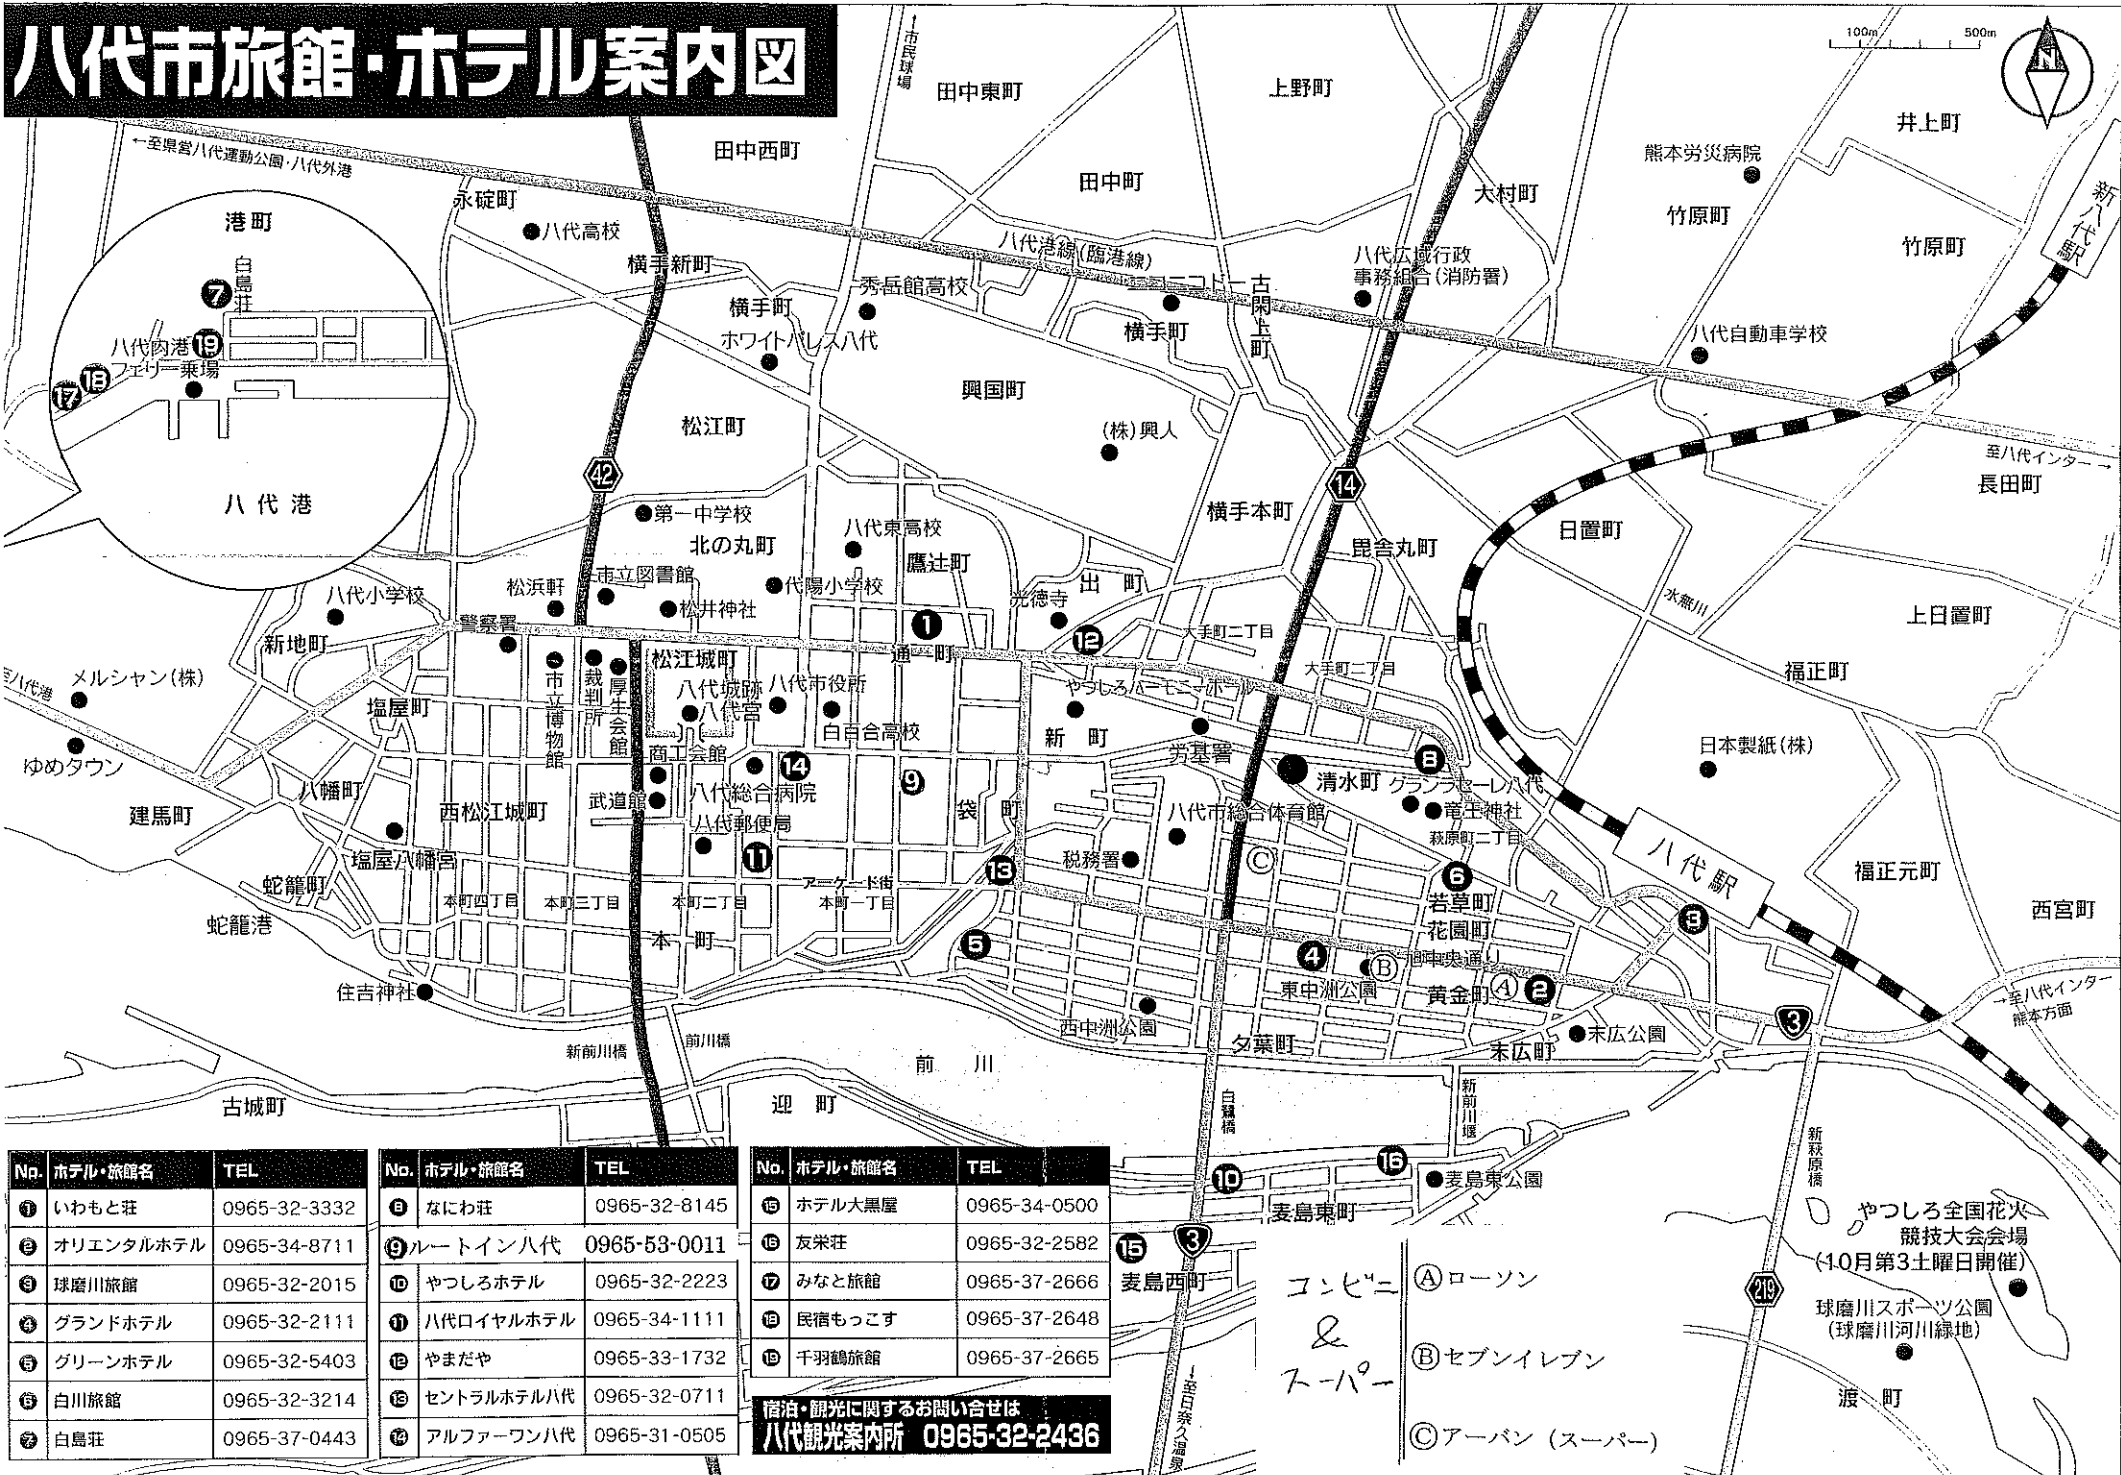 八代市旅館・ホテル案内図
↑市民球場
田中東町
上野町
100m 500m
N
井上町
←至県営八代運動公園・八代外港
田中西町
熊本労災病院
新八代駅
永碇町
田中町
大村町
竹原町
竹原町
港町
八代高校
八代港線(臨港線)
八代広域行政
事務組合(消防署)
白島荘
7
横手新町
秀岳館高校
ニコニコドー
古閑上町
横手町
横手町
ホワイトパレス八代
八代自動車学校
八代内港
フェリー乗場
19
18
17
興国町
松江町
(株)興人
至八代インター→
長田町
42
14
八代港
第一中学校
横手本町
日置町
北の丸町
八代東高校
毘舎丸町
鷹辻町
松浜軒
市立図書館
代陽小学校
出町
八代小学校
松井神社
光徳寺
水無川
上日置町
警察署
1
12
大手町二丁目
新地町
松江城町
通町
大手町二丁目
福正町
至八代港
メルシャン(株)
市立博物館
裁判所
厚生会館
八代城跡
八代宮
八代市役所
やつしろハーモニーホール
塩屋町
白百合高校
新町
労基署
日本製紙(株)
ゆめタウン
商工会館
14
9
8
清水町
グランラセーレ八代
八幡町
武道館
八代総合病院
西松江城町
袋町
八代市総合体育館
竜王神社
建馬町
八代郵便局
萩原町二丁目
塩屋八幡宮
11
13
税務署
Ⓒ
6
八代駅
福正元町
蛇籠町
アーケード街
本町四丁目
本町三丁目
本町二丁目
本町一丁目
若草町
西宮町
蛇籠港
本町
5
花園町
3
4
Ⓑ
旭中央通り
住吉神社
東中洲公園
黄金町
Ⓐ
2
→至八代インター
熊本方面
西中洲公園
3
末広公園
新前川橋
前川橋
夕葉町
末広町
前川
古城町
迎町
白鷺橋
新前川堰
新萩原橋
10
16
麦島東公園
麦島東町
15
3
麦島西町
↓至日奈久温泉
219
やつしろ全国花火
競技大会会場
(10月第3土曜日開催)
球磨川スポーツ公園
(球磨川河川緑地)
渡町
No. ホテル・旅館名 TEL
1 いわもと荘 0965-32-3332
2 オリエンタルホテル 0965-34-8711
3 球磨川旅館 0965-32-2015
4 グランドホテル 0965-32-2111
5 グリーンホテル 0965-32-5403
6 白川旅館 0965-32-3214
7 白島荘 0965-37-0443
No. ホテル・旅館名 TEL
8 なにわ荘 0965-32-8145
9 ルートイン八代 0965-53-0011
10 やつしろホテル 0965-32-2223
11 八代ロイヤルホテル 0965-34-1111
12 やまだや 0965-33-1732
13 セントラルホテル八代 0965-32-0711
14 アルファーワン八代 0965-31-0505
No. ホテル・旅館名 TEL
15 ホテル大黒屋 0965-34-0500
16 友栄荘 0965-32-2582
17 みなと旅館 0965-37-2666
18 民宿もっこす 0965-37-2648
19 千羽鶴旅館 0965-37-2665
宿泊・観光に関するお問い合せは
八代観光案内所 0965-32-2436
コンビニ
&
スーパー
Ⓐローソン
Ⓑセブンイレブン
Ⓒアーバン (スーパー)